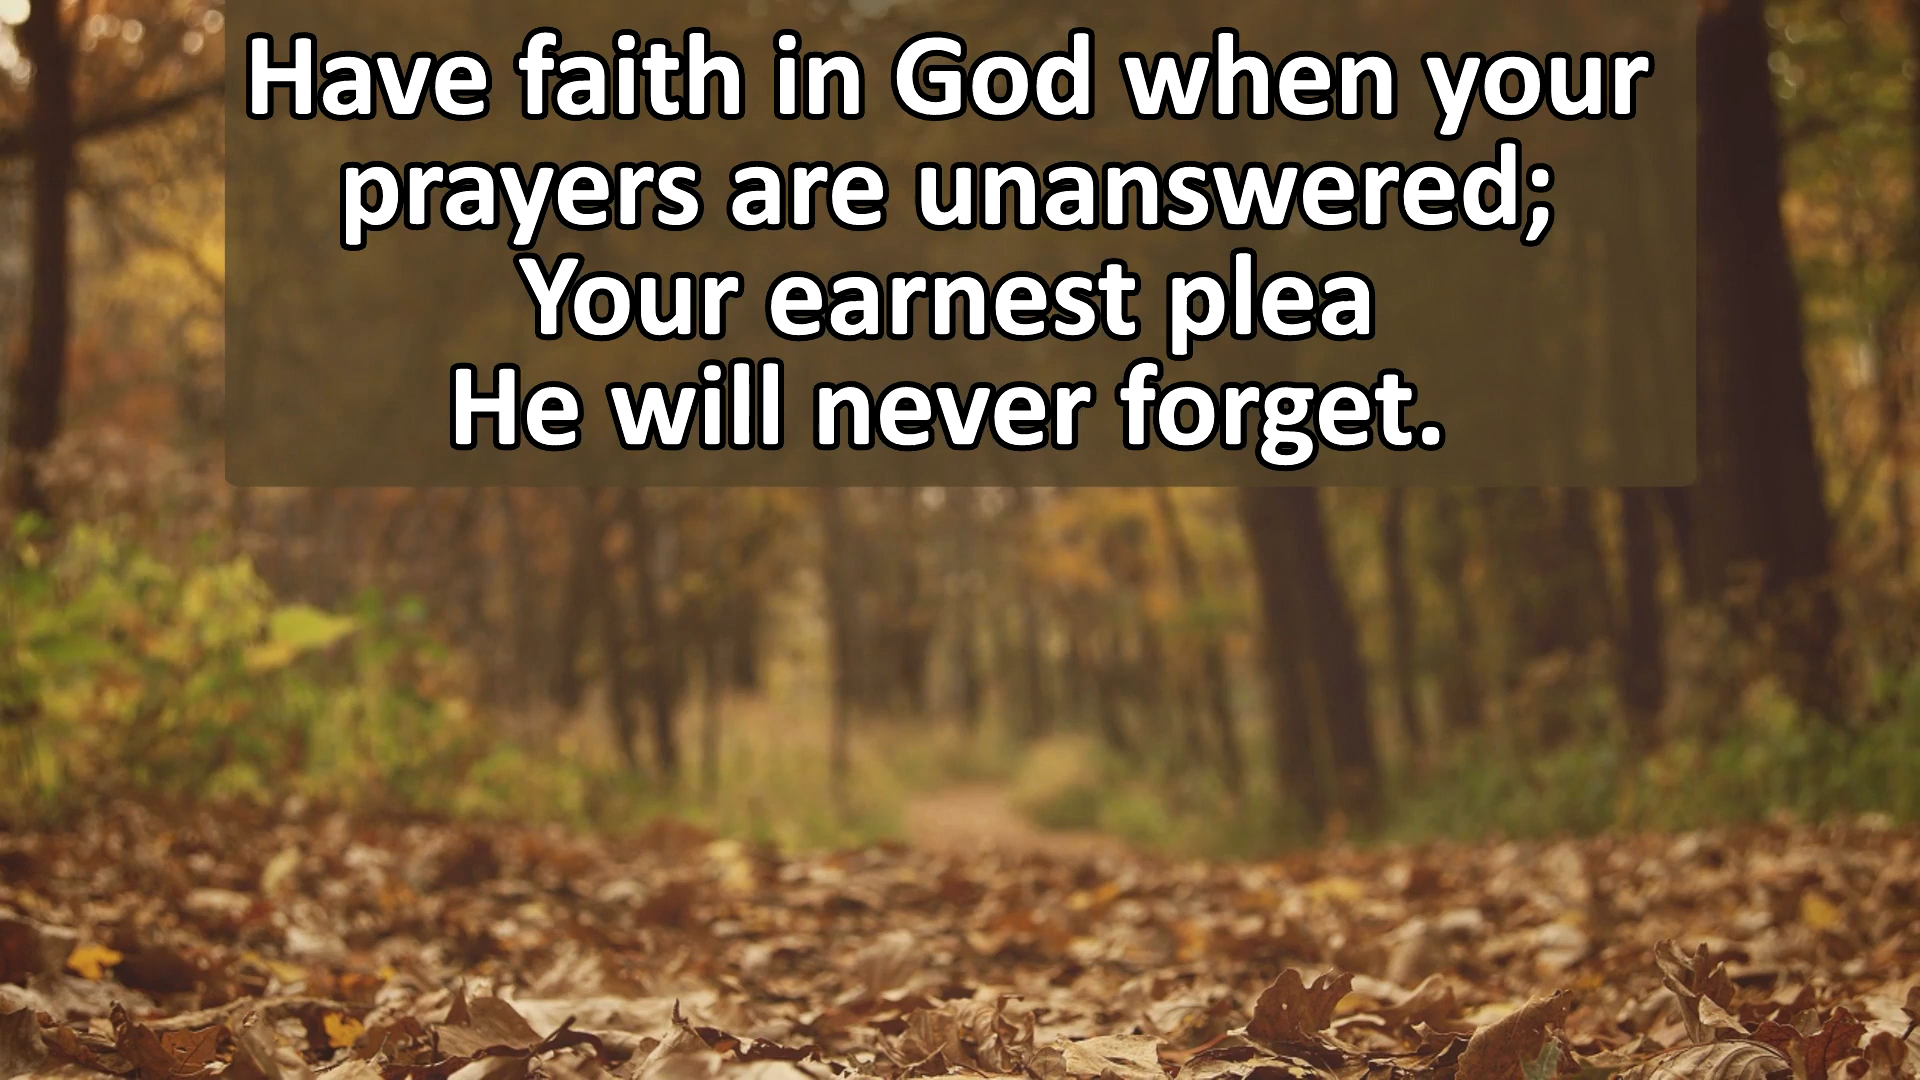 Have faith in God when your
prayers are unanswered;
Your earnest plea
He will never forget.